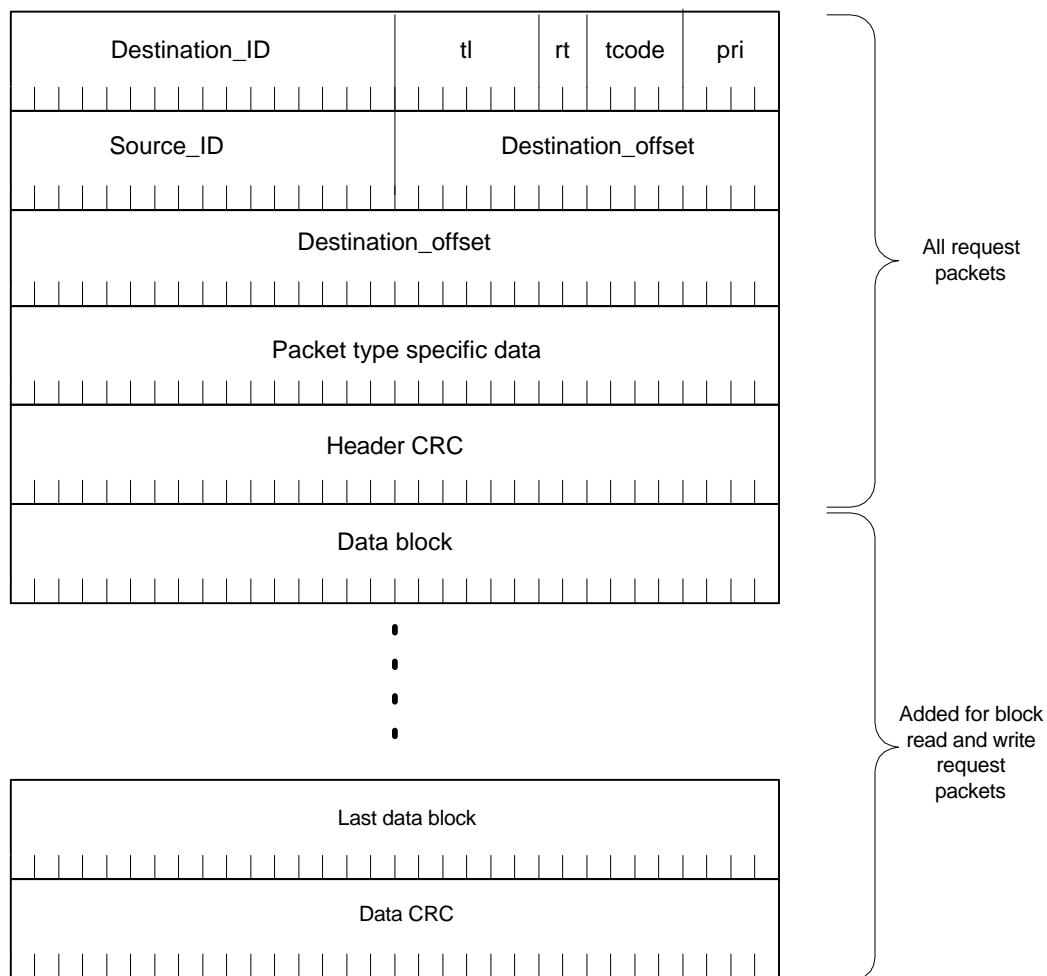 Destination_ID tl rt tcode pri
Source_ID Destination_offset
Destination_offset
All request
packets
Packet type specific data
Header CRC
Data block
Added for block
read and write
request
packets
Last data block
Data CRC